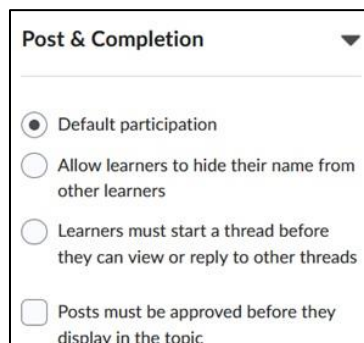 Post & Completion
Default participation
Allow learners to hide their name from
other learners
Learners must start a thread before
they can view or reply to other threads
Posts must be approved before they
display in the topic